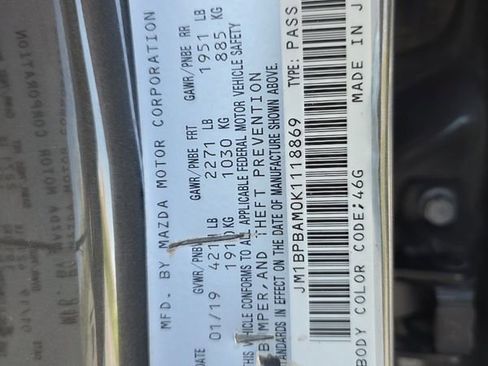 MFD. BY MAZDA MOTOR CORPORATION
DATE GVWR/PNBV GAWR/PNBE FRT GAWR/PNBE RR
01/19 LB 2271 LB 1951 LB
KG 1030 KG 885 KG
THIS VEHICLE CONFORMS TO ALL APPLICABLE FEDERAL MOTOR VEHICLE SAFETY
BUMPER, AND THEFT PREVENTION
STANDARDS IN EFFECT ON THE DATE OF MANUFACTURE SHOWN ABOVE.
JM1BPBAM0K1118869 TYPE: PASS
BODY COLOR CODE;46G MADE IN J